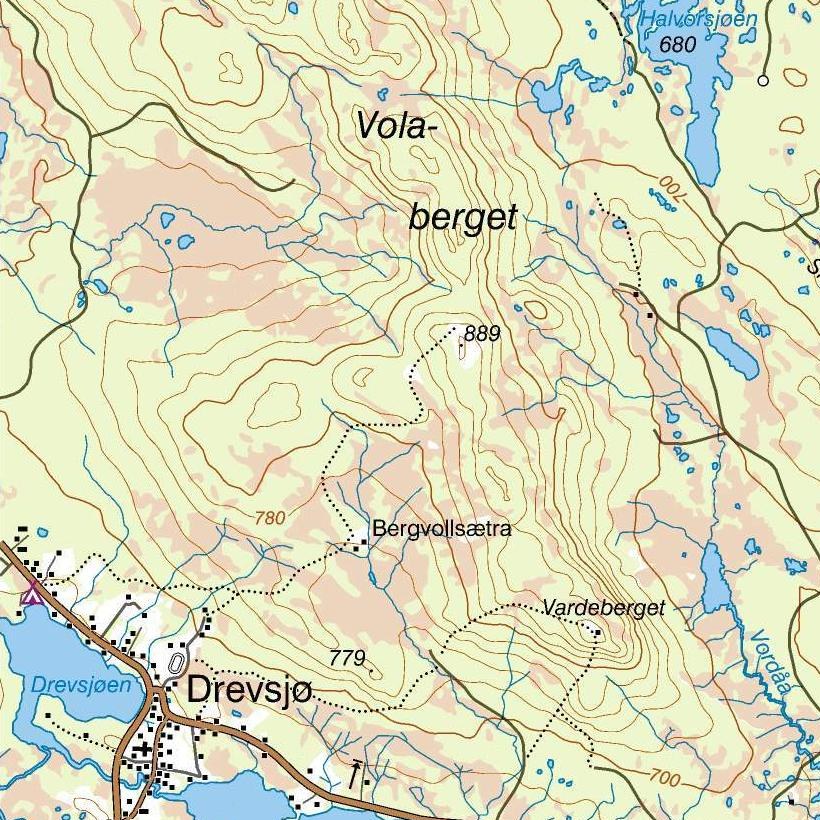 Halvorsjøen
680
Vola-
berget
700
889
780
Bergvollsætra
Vardeberget
779
Drevsjøen
Drevsjø
Vordåa
700